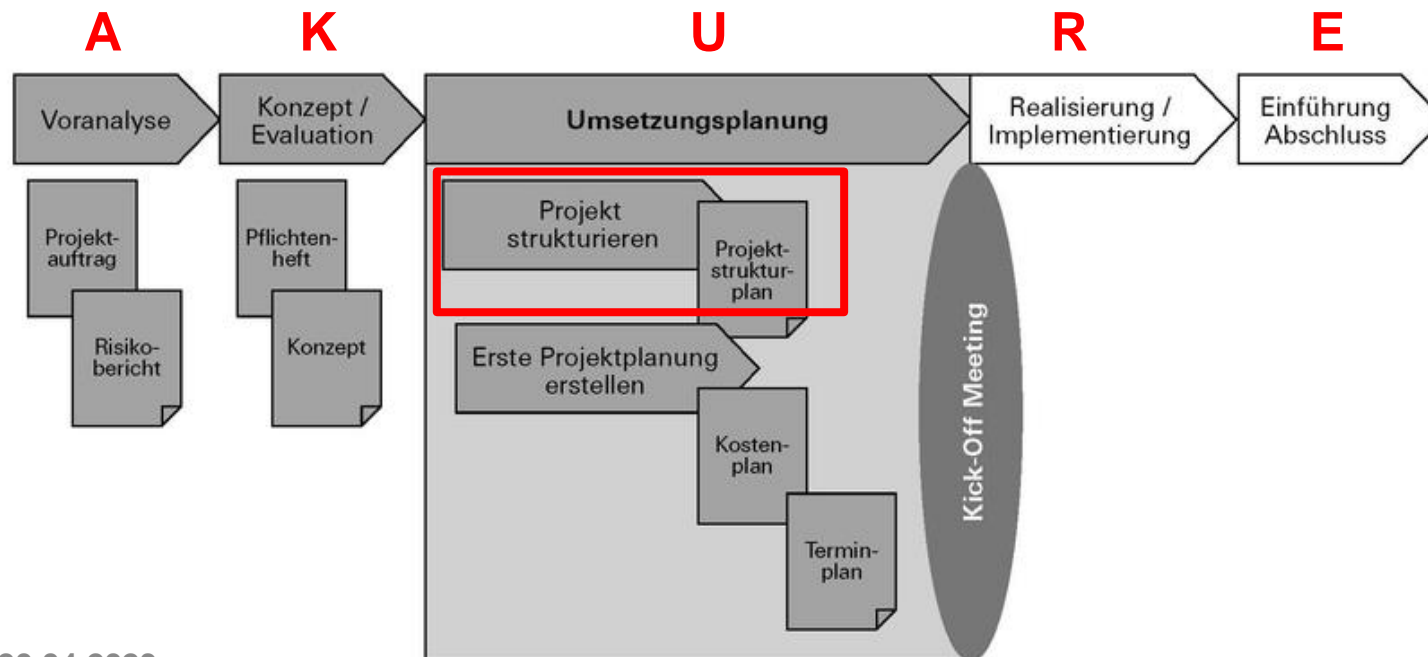 A
K
U
R
E
Voranalyse
Konzept /
Evaluation
Umsetzungsplanung
Realisierung /
Implementierung
Einführung
Abschluss
Projekt-
auftrag
Risiko-
bericht
Pflichten-
heft
Konzept
Projekt
strukturieren
Projekt-
struktur-
plan
Erste Projektplanung
erstellen
Kosten-
plan
Termin-
plan
Kick-Off Meeting